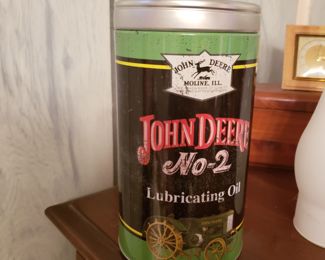 JOHN DEERE
MOLINE, ILL.
JOHN DEERE
No-2
Lubricating Oil